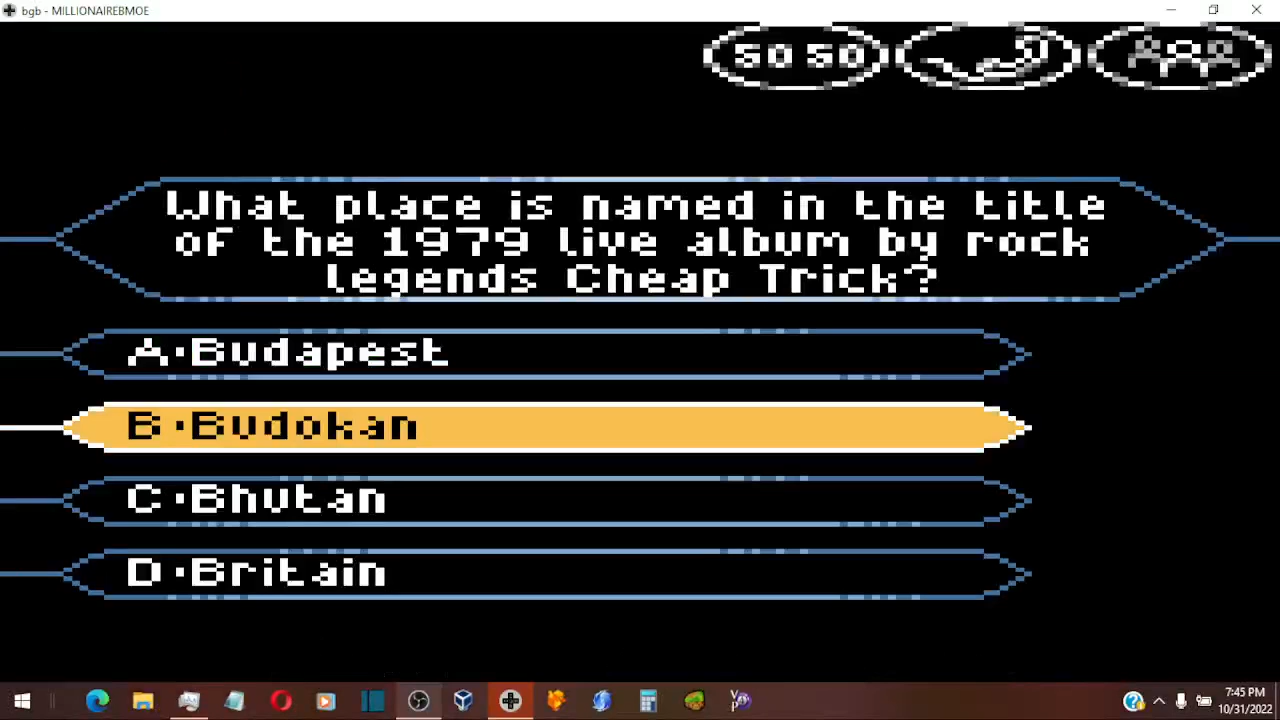 bgb - MILLIONAIREBMOE
50 50
What place is named in the title
of the 1979 live album by rock
legends Cheap Trick?
A·Budapest
B·Budokan
C·Bhutan
D·Britain
7:45 PM
10/31/2022